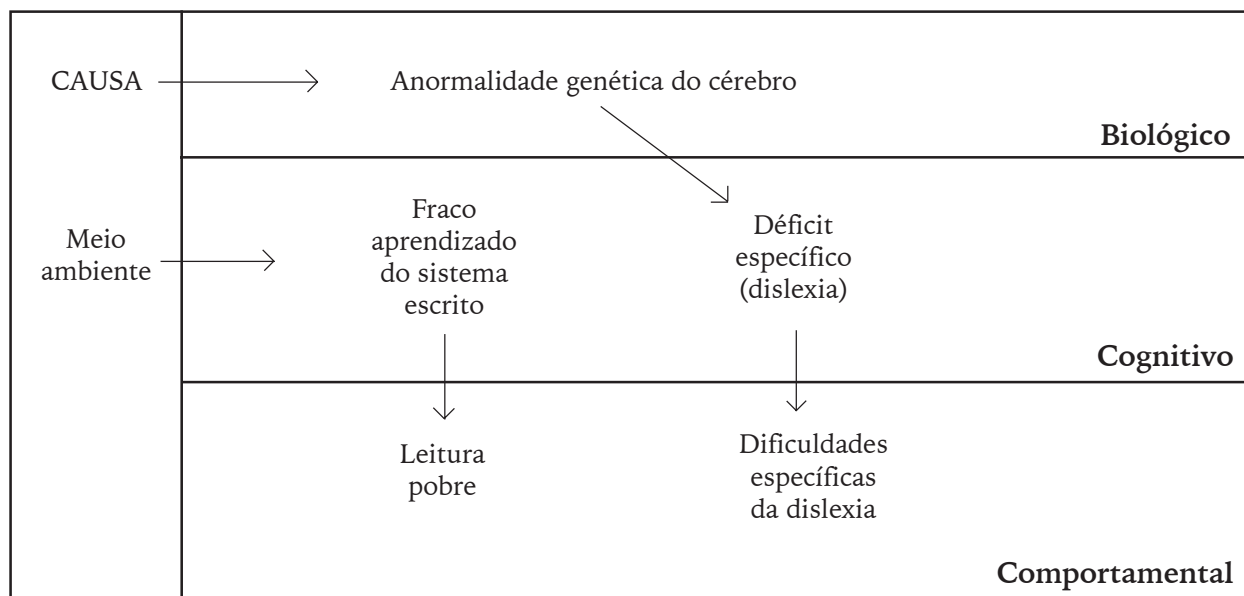 CAUSA
Anormalidade genética do cérebro
Biológico
Meio
ambiente
Fraco
aprendizado
do sistema
escrito
Déficit
específico
(dislexia)
Cognitivo
Leitura
pobre
Dificuldades
específicas
da dislexia
Comportamental